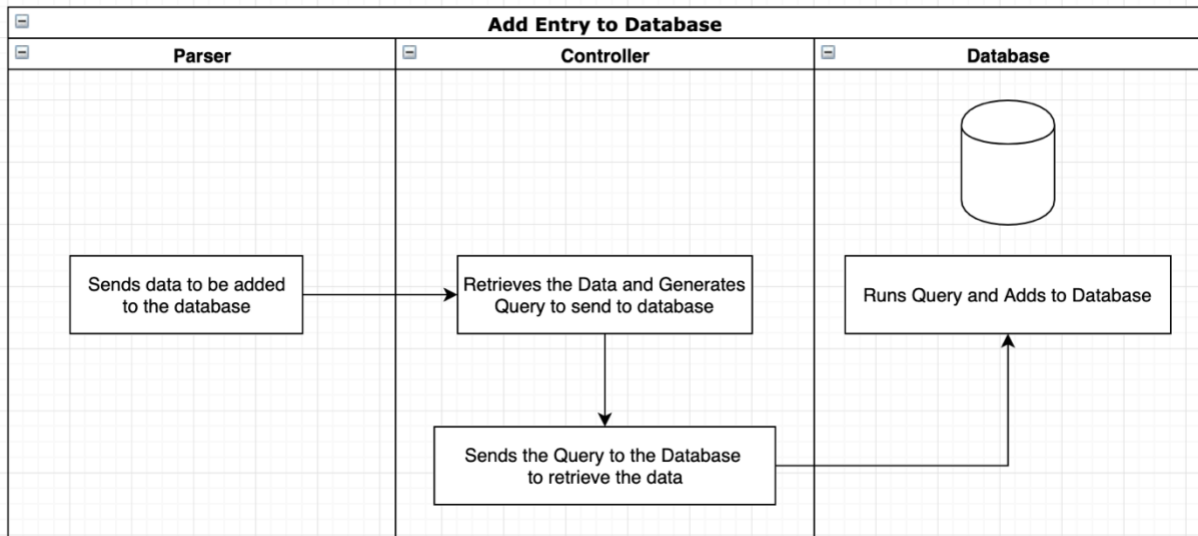 Add Entry to Database
Parser
Controller
Database
Sends data to be added
to the database
Retrieves the Data and Generates
Query to send to database
Runs Query and Adds to Database
Sends the Query to the Database
to retrieve the data